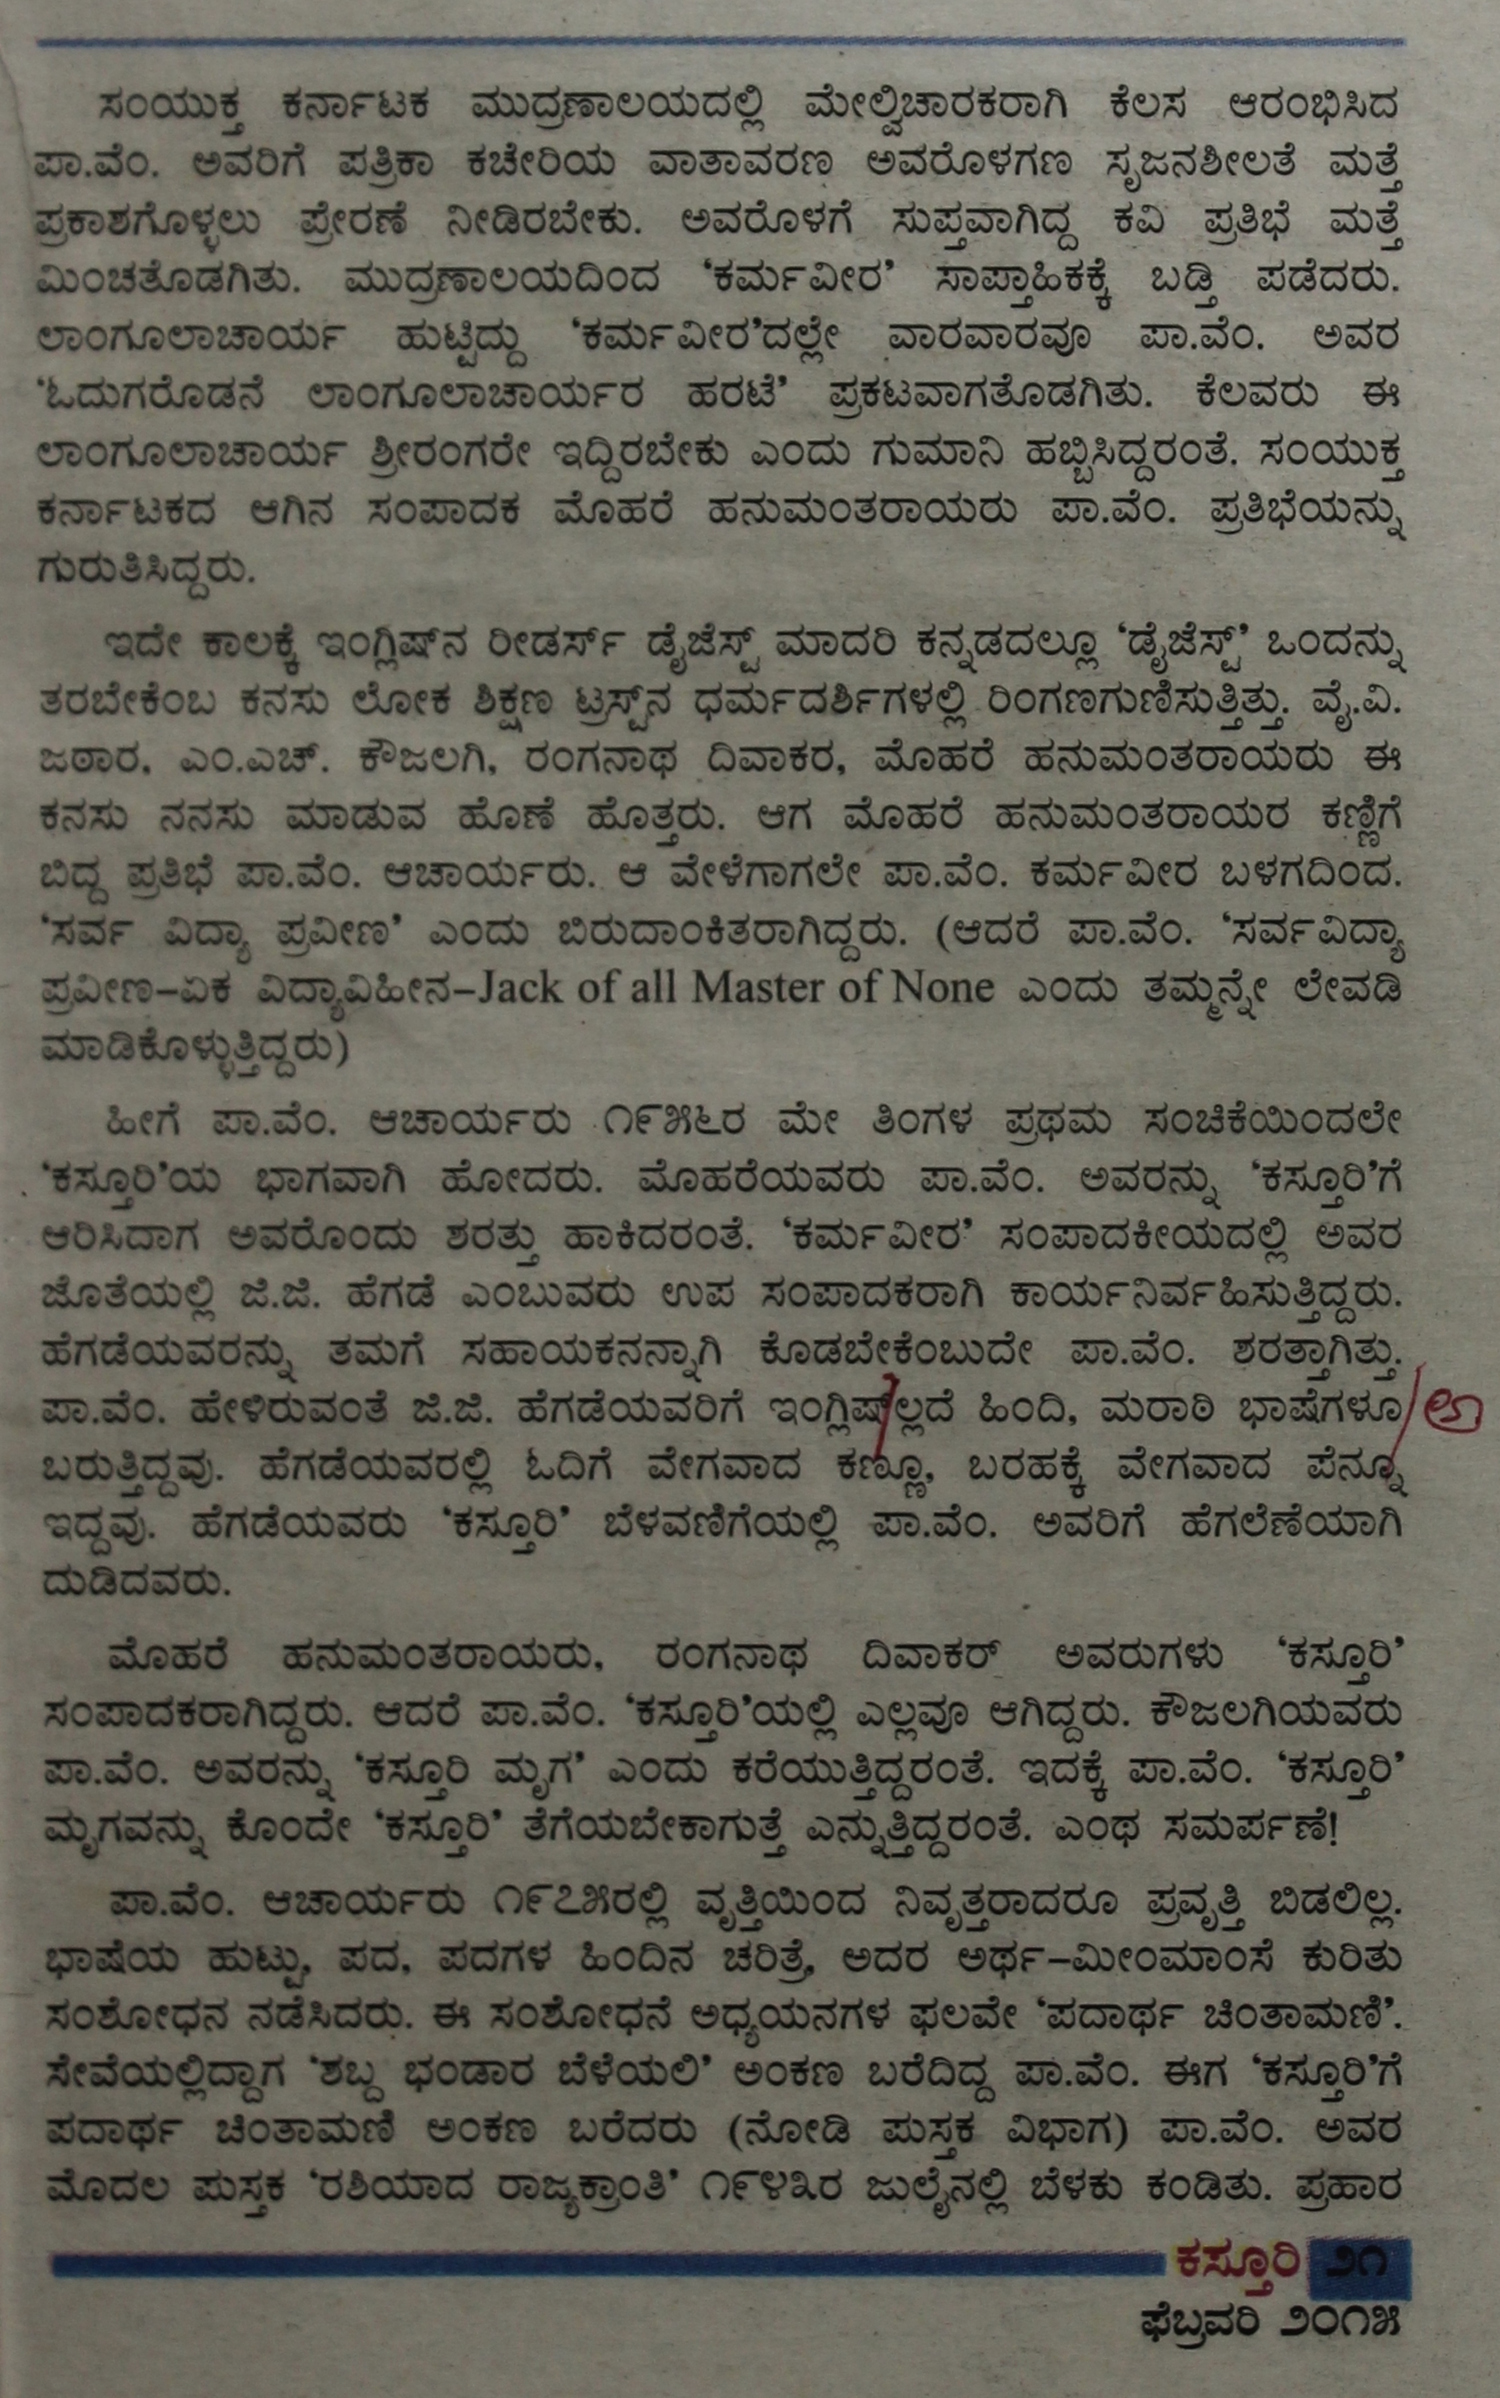 ಸಂಯುಕ್ತ ಕರ್ನಾಟಕ ಮುದ್ರಣಾಲಯದಲ್ಲಿ ಮೇಲ್ವಿಚಾರಕರಾಗಿ ಕೆಲಸ ಆರಂಭಿಸಿದ
ಪಾ.ವೆಂ. ಅವರಿಗೆ ಪತ್ರಿಕಾ ಕಚೇರಿಯ ವಾತಾವರಣ ಅವರೊಳಗಣ ಸೃಜನಶೀಲತೆ ಮತ್ತೆ
ಪ್ರಕಾಶಗೊಳ್ಳಲು ಪ್ರೇರಣೆ ನೀಡಿರಬೇಕು. ಅವರೊಳಗೆ ಸುಪ್ತವಾಗಿದ್ದ ಕವಿ ಪ್ರತಿಭೆ ಮತ್ತೆ
ಮಿಂಚತೊಡಗಿತು. ಮುದ್ರಣಾಲಯದಿಂದ ‘ಕರ್ಮವೀರ’ ಸಾಪ್ತಾಹಿಕಕ್ಕೆ ಬಡ್ತಿ ಪಡೆದರು.
ಲಾಂಗೂಲಾಚಾರ್ಯ ಹುಟ್ಟಿದ್ದು ‘ಕರ್ಮವೀರ’ದಲ್ಲೇ ವಾರವಾರವೂ ಪಾ.ವೆಂ. ಅವರ
‘ಓದುಗರೊಡನೆ ಲಾಂಗೂಲಾಚಾರ್ಯರ ಹರಟೆ’ ಪ್ರಕಟವಾಗತೊಡಗಿತು. ಕೆಲವರು ಈ
ಲಾಂಗೂಲಾಚಾರ್ಯ ಶ್ರೀರಂಗರೇ ಇದ್ದಿರಬೇಕು ಎಂದು ಗುಮಾನಿ ಹಬ್ಬಿಸಿದ್ದರಂತೆ. ಸಂಯುಕ್ತ
ಕರ್ನಾಟಕದ ಆಗಿನ ಸಂಪಾದಕ ಮೊಹರೆ ಹನುಮಂತರಾಯರು ಪಾ.ವೆಂ. ಪ್ರತಿಭೆಯನ್ನು
ಗುರುತಿಸಿದ್ದರು.
ಇದೇ ಕಾಲಕ್ಕೆ ಇಂಗ್ಲಿಷ್‌ನ ರೀಡರ್ಸ್ ಡೈಜೆಸ್ಟ್ ಮಾದರಿ ಕನ್ನಡದಲ್ಲೂ ‘ಡೈಜೆಸ್ಟ್’ ಒಂದನ್ನು
ತರಬೇಕೆಂಬ ಕನಸು ಲೋಕ ಶಿಕ್ಷಣ ಟ್ರಸ್ಟ್‌ನ ಧರ್ಮದರ್ಶಿಗಳಲ್ಲಿ ರಿಂಗಣಗುಣಿಸುತ್ತಿತ್ತು. ವೈ.ವಿ.
ಜಠಾರ, ಎಂ.ಎಚ್. ಕೌಜಲಗಿ, ರಂಗನಾಥ ದಿವಾಕರ, ಮೊಹರೆ ಹನುಮಂತರಾಯರು ಈ
ಕನಸು ನನಸು ಮಾಡುವ ಹೊಣೆ ಹೊತ್ತರು. ಆಗ ಮೊಹರೆ ಹನುಮಂತರಾಯರ ಕಣ್ಣಿಗೆ
ಬಿದ್ದ ಪ್ರತಿಭೆ ಪಾ.ವೆಂ. ಆಚಾರ್ಯರು. ಆ ವೇಳೆಗಾಗಲೇ ಪಾ.ವೆಂ. ಕರ್ಮವೀರ ಬಳಗದಿಂದ.
‘ಸರ್ವ ವಿದ್ಯಾ ಪ್ರವೀಣ’ ಎಂದು ಬಿರುದಾಂಕಿತರಾಗಿದ್ದರು. (ಆದರೆ ಪಾ.ವೆಂ. ‘ಸರ್ವವಿದ್ಯಾ
ಪ್ರವೀಣ–ಏಕ ವಿದ್ಯಾವಿಹೀನ–Jack of all Master of None ಎಂದು ತಮ್ಮನ್ನೇ ಲೇವಡಿ
ಮಾಡಿಕೊಳ್ಳುತ್ತಿದ್ದರು)
ಹೀಗೆ ಪಾ.ವೆಂ. ಆಚಾರ್ಯರು ೧೯೫೬ರ ಮೇ ತಿಂಗಳ ಪ್ರಥಮ ಸಂಚಿಕೆಯಿಂದಲೇ
‘ಕಸ್ತೂರಿ’ಯ ಭಾಗವಾಗಿ ಹೋದರು. ಮೊಹರೆಯವರು ಪಾ.ವೆಂ. ಅವರನ್ನು ‘ಕಸ್ತೂರಿ’ಗೆ
ಆರಿಸಿದಾಗ ಅವರೊಂದು ಶರತ್ತು ಹಾಕಿದರಂತೆ. ‘ಕರ್ಮವೀರ’ ಸಂಪಾದಕೀಯದಲ್ಲಿ ಅವರ
ಜೊತೆಯಲ್ಲಿ ಜಿ.ಜಿ. ಹೆಗಡೆ ಎಂಬುವರು ಉಪ ಸಂಪಾದಕರಾಗಿ ಕಾರ್ಯನಿರ್ವಹಿಸುತ್ತಿದ್ದರು.
ಹೆಗಡೆಯವರನ್ನು ತಮಗೆ ಸಹಾಯಕನನ್ನಾಗಿ ಕೊಡಬೇಕೆಂಬುದೇ ಪಾ.ವೆಂ. ಶರತ್ತಾಗಿತ್ತು.
ಪಾ.ವೆಂ. ಹೇಳಿರುವಂತೆ ಜಿ.ಜಿ. ಹೆಗಡೆಯವರಿಗೆ ಇಂಗ್ಲಿಷ್‌ಲ್ಲದೆ ಹಿಂದಿ, ಮರಾಠಿ ಭಾಷೆಗಳೂ /ಅ
ಬರುತ್ತಿದ್ದವು. ಹೆಗಡೆಯವರಲ್ಲಿ ಓದಿಗೆ ವೇಗವಾದ ಕಣ್ಣೂ, ಬರಹಕ್ಕೆ ವೇಗವಾದ ಪೆನ್ನೂ
ಇದ್ದವು. ಹೆಗಡೆಯವರು ‘ಕಸ್ತೂರಿ’ ಬೆಳವಣಿಗೆಯಲ್ಲಿ ಪಾ.ವೆಂ. ಅವರಿಗೆ ಹೆಗಲೆಣೆಯಾಗಿ
ದುಡಿದವರು.
ಮೊಹರೆ ಹನುಮಂತರಾಯರು, ರಂಗನಾಥ ದಿವಾಕರ್ ಅವರುಗಳು ‘ಕಸ್ತೂರಿ’
ಸಂಪಾದಕರಾಗಿದ್ದರು. ಆದರೆ ಪಾ.ವೆಂ. ‘ಕಸ್ತೂರಿ’ಯಲ್ಲಿ ಎಲ್ಲವೂ ಆಗಿದ್ದರು. ಕೌಜಲಗಿಯವರು
ಪಾ.ವೆಂ. ಅವರನ್ನು ‘ಕಸ್ತೂರಿ ಮೃಗ’ ಎಂದು ಕರೆಯುತ್ತಿದ್ದರಂತೆ. ಇದಕ್ಕೆ ಪಾ.ವೆಂ. ‘ಕಸ್ತೂರಿ’
ಮೃಗವನ್ನು ಕೊಂದೇ ‘ಕಸ್ತೂರಿ’ ತೆಗೆಯಬೇಕಾಗುತ್ತೆ ಎನ್ನುತ್ತಿದ್ದರಂತೆ. ಎಂಥ ಸಮರ್ಪಣೆ!
ಪಾ.ವೆಂ. ಆಚಾರ್ಯರು ೧೯೭೫ರಲ್ಲಿ ವೃತ್ತಿಯಿಂದ ನಿವೃತ್ತರಾದರೂ ಪ್ರವೃತ್ತಿ ಬಿಡಲಿಲ್ಲ.
ಭಾಷೆಯ ಹುಟ್ಟು, ಪದ, ಪದಗಳ ಹಿಂದಿನ ಚರಿತ್ರೆ, ಅದರ ಅರ್ಥ–ಮೀಂಮಾಂಸೆ ಕುರಿತು
ಸಂಶೋಧನ ನಡೆಸಿದರು. ಈ ಸಂಶೋಧನೆ ಅಧ್ಯಯನಗಳ ಫಲವೇ ‘ಪದಾರ್ಥ ಚಿಂತಾಮಣಿ’.
ಸೇವೆಯಲ್ಲಿದ್ದಾಗ ‘ಶಬ್ದ ಭಂಡಾರ ಬೆಳೆಯಲಿ’ ಅಂಕಣ ಬರೆದಿದ್ದ ಪಾ.ವೆಂ. ಈಗ ‘ಕಸ್ತೂರಿ’ಗೆ
ಪದಾರ್ಥ ಚಿಂತಾಮಣಿ ಅಂಕಣ ಬರೆದರು (ನೋಡಿ ಪುಸ್ತಕ ವಿಭಾಗ) ಪಾ.ವೆಂ. ಅವರ
ಮೊದಲ ಪುಸ್ತಕ ‘ರಶಿಯಾದ ರಾಜ್ಯಕ್ರಾಂತಿ’ ೧೯೪೩ರ ಜುಲೈನಲ್ಲಿ ಬೆಳಕು ಕಂಡಿತು. ಪ್ರಹಾರ
ಕಸ್ತೂರಿ ೨೧
ಫೆಬ್ರವರಿ ೨೦೧೫